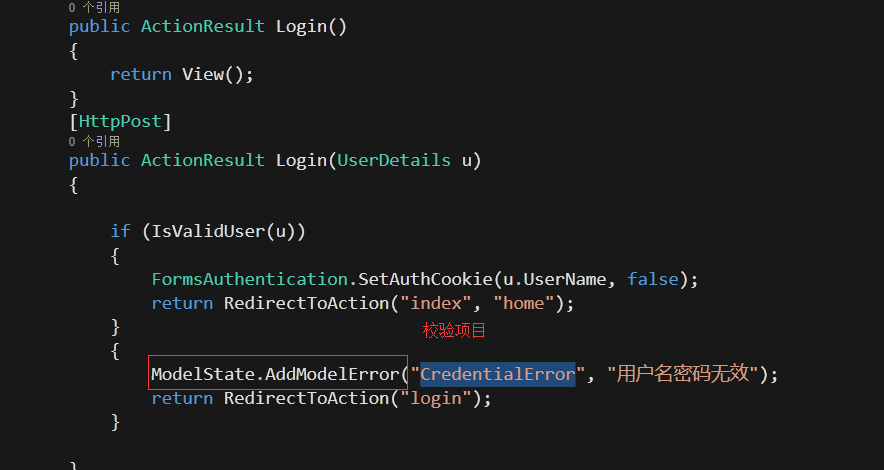 0 个引用
public ActionResult Login()
{
return View();
}
[HttpPost]
0 个引用
public ActionResult Login(UserDetails u)
{
if (IsValidUser(u))
{
FormsAuthentication.SetAuthCookie(u.UserName, false);
return RedirectToAction("index", "home");
}
校验项目
{
ModelState.AddModelError("CredentialError", "用户名密码无效");
return RedirectToAction("login");
}
}